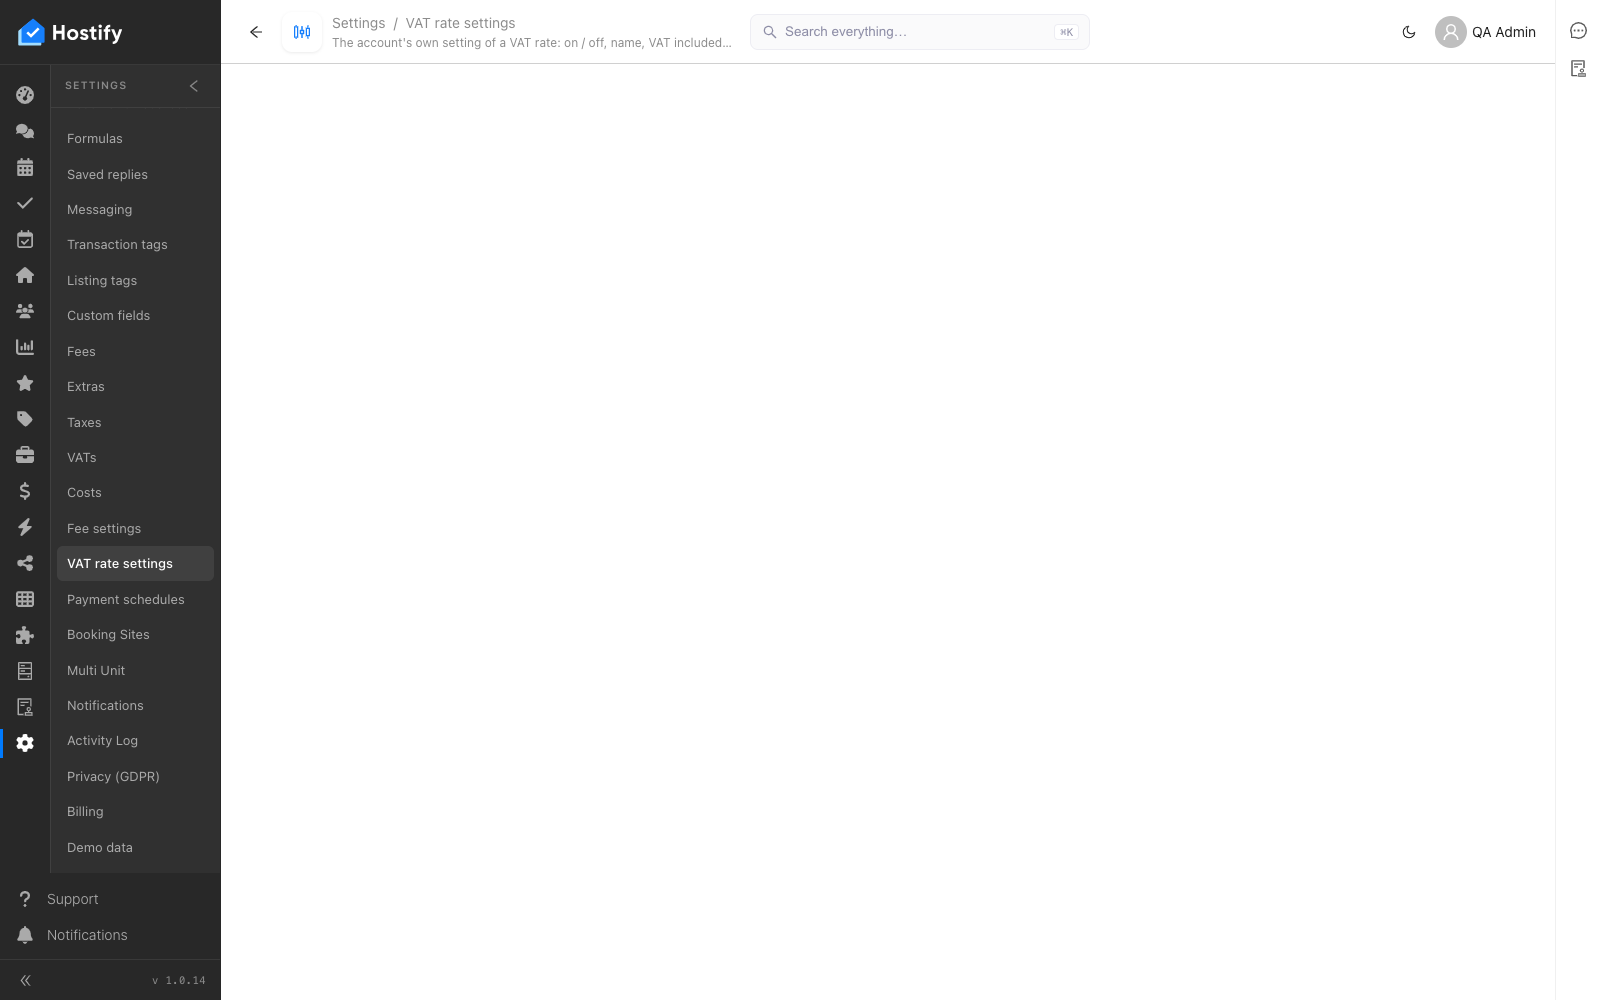 Hostify
Settings / VAT rate settings
The account's own setting of a VAT rate: on / off, name, VAT included...
Search everything...
⌘K
QA Admin
SETTINGS
Formulas
Saved replies
Messaging
Transaction tags
Listing tags
Custom fields
Fees
Extras
Taxes
VATs
Costs
Fee settings
VAT rate settings
Payment schedules
Booking Sites
Multi Unit
Notifications
Activity Log
Privacy (GDPR)
Billing
Demo data
Support
Notifications
v 1.0.14